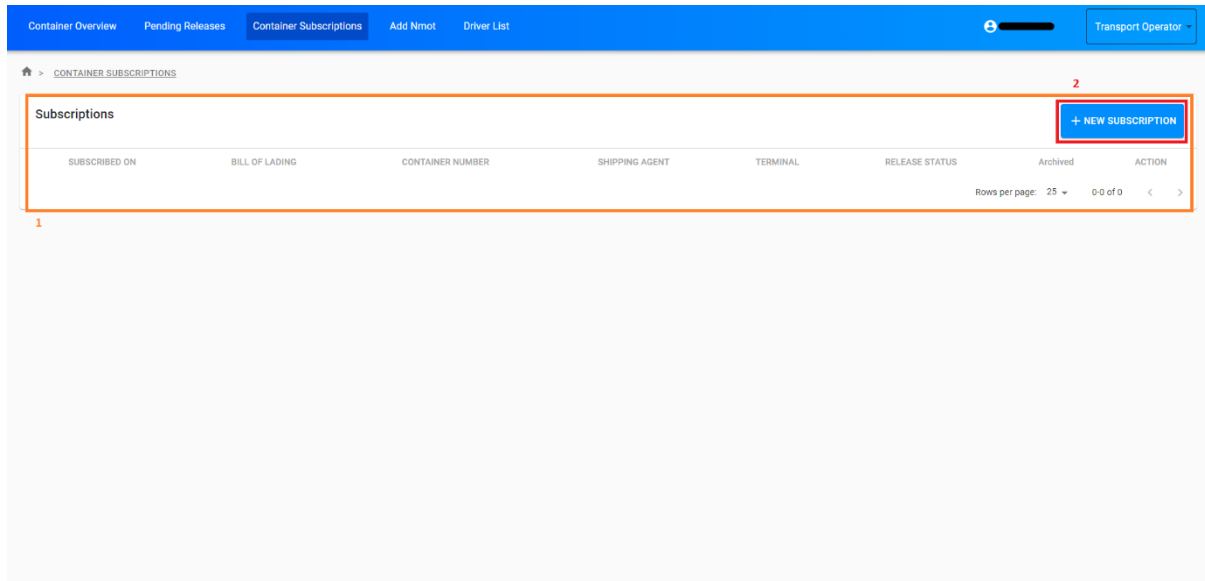 Container Overview Pending Releases Container Subscriptions Add Nmot Driver List Transport Operator
> CONTAINER SUBSCRIPTIONS
2
Subscriptions
+ NEW SUBSCRIPTION
SUBSCRIBED ON BILL OF LADING CONTAINER NUMBER SHIPPING AGENT TERMINAL RELEASE STATUS Archived ACTION
Rows per page: 25 0-0 of 0 < >
1